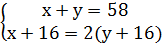 x + y = 58
x + 16 = 2(y + 16)